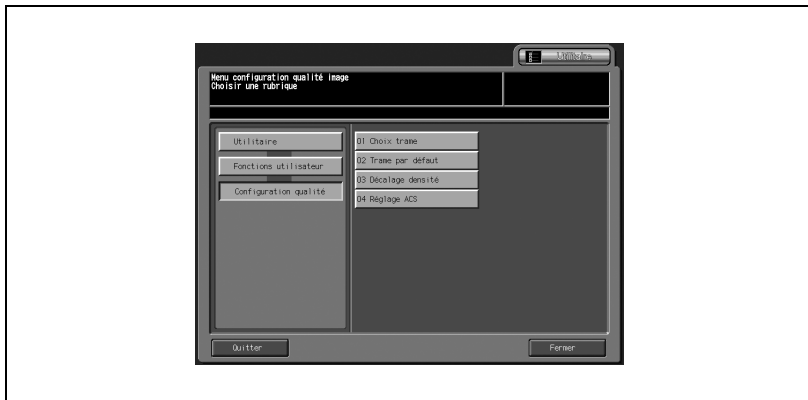 Utilitaire
Menu configuration qualité image
Choisir une rubrique
Utilitaire
Fonctions utilisateur
Configuration qualité
01 Choix trame
02 Trame par défaut
03 Décalage densité
04 Réglage ACS
Quitter
Fermer